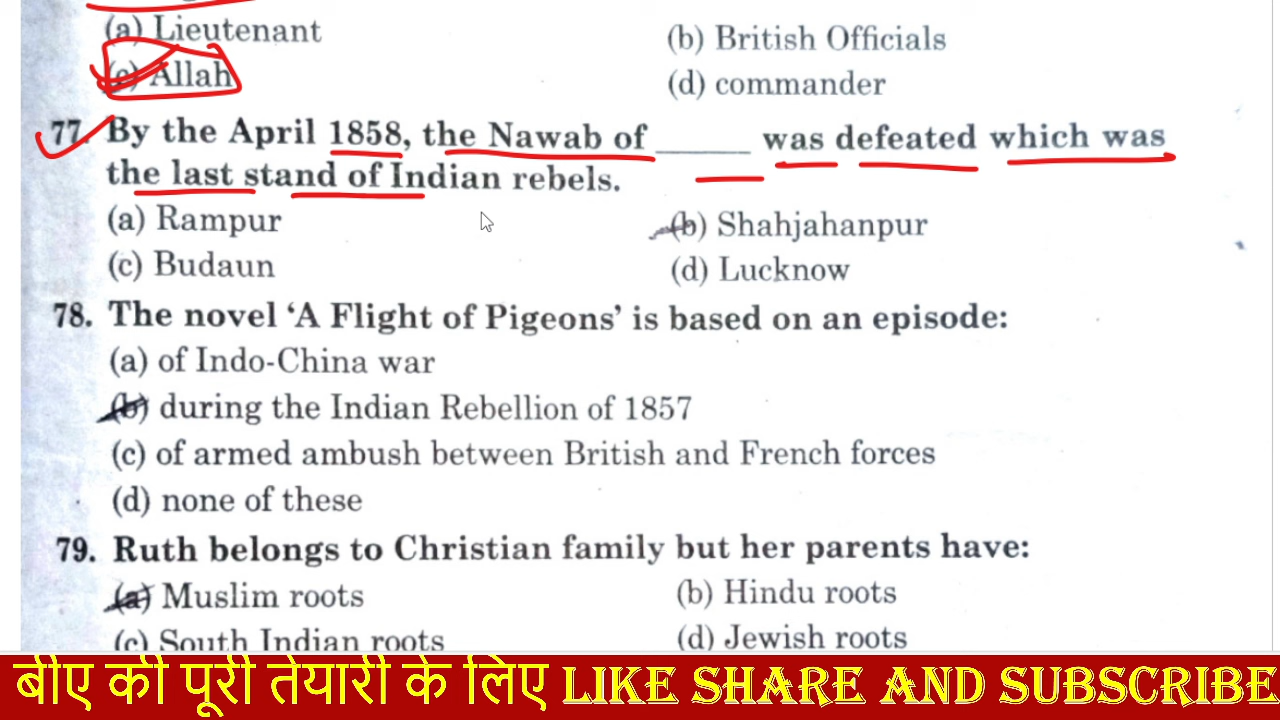 (a) Lieutenant (b) British Officials
(c) Allah (d) commander
77. By the April 1858, the Nawab of ______ was defeated which was
the last stand of Indian rebels.
(a) Rampur (b) Shahjahanpur
(c) Budaun (d) Lucknow
78. The novel ‘A Flight of Pigeons’ is based on an episode:
(a) of Indo-China war
(b) during the Indian Rebellion of 1857
(c) of armed ambush between British and French forces
(d) none of these
79. Ruth belongs to Christian family but her parents have:
(a) Muslim roots (b) Hindu roots
(c) South Indian roots (d) Jewish roots
बीए की पूरी तेयारी के लिए LIKE SHARE AND SUBSCRIBE